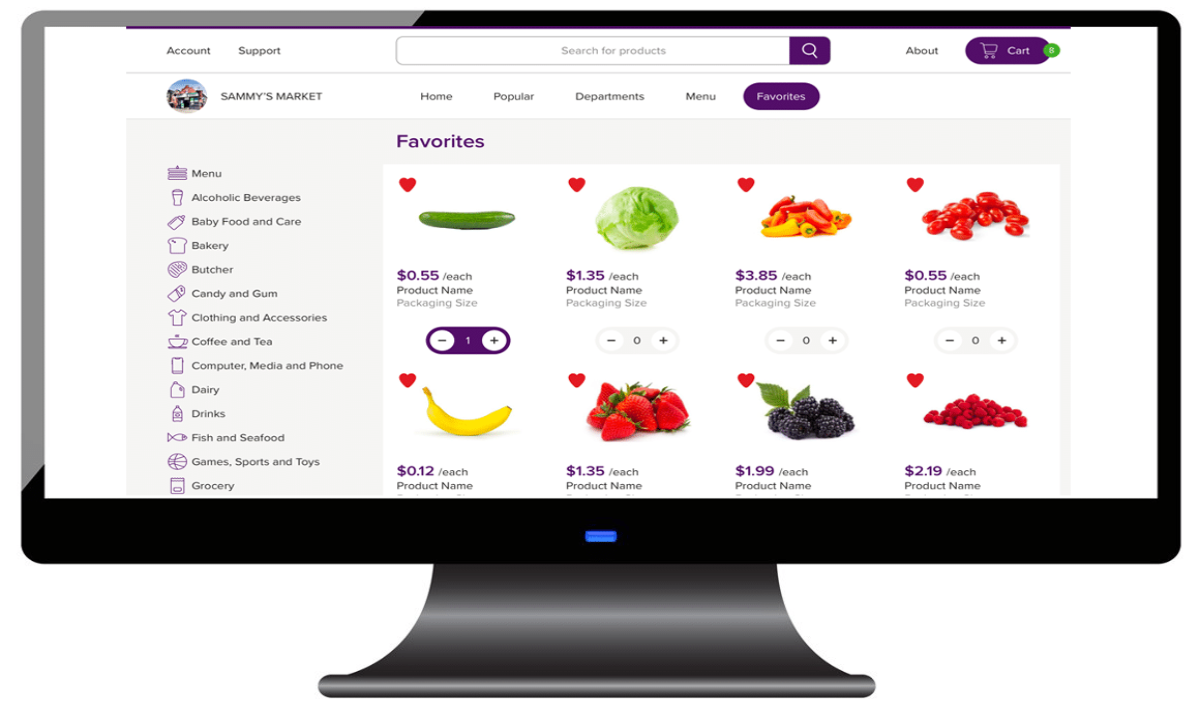 Account Support Search for products About Cart 8
SAMMY'S MARKET Home Popular Departments Menu Favorites
Favorites
Menu
Alcoholic Beverages
Baby Food and Care
Bakery
Butcher
Candy and Gum
Clothing and Accessories
Coffee and Tea
Computer, Media and Phone
Dairy
Drinks
Fish and Seafood
Games, Sports and Toys
Grocery
$0.55 /each $1.35 /each $3.85 /each $0.55 /each
Product Name Product Name Product Name Product Name
Packaging Size Packaging Size Packaging Size Packaging Size
− 1 + − 0 + − 0 + − 0 +
$0.12 /each $1.35 /each $1.99 /each $2.19 /each
Product Name Product Name Product Name Product Name